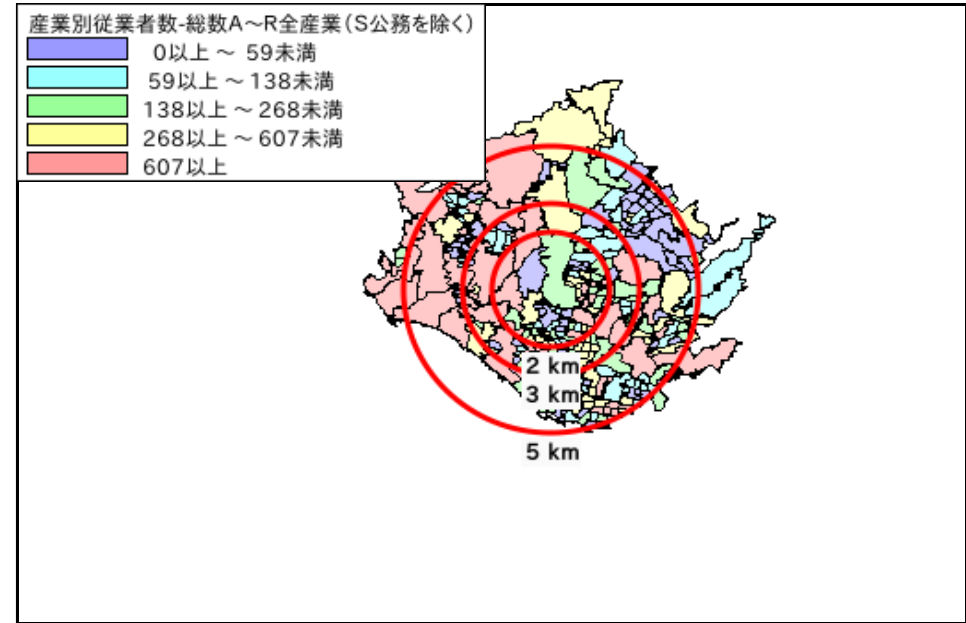 産業別従業者数-総数A～R全産業(S公務を除く)
0以上 ～ 59未満
59以上 ～ 138未満
138以上 ～ 268未満
268以上 ～ 607未満
607以上
2 km
3 km
5 km